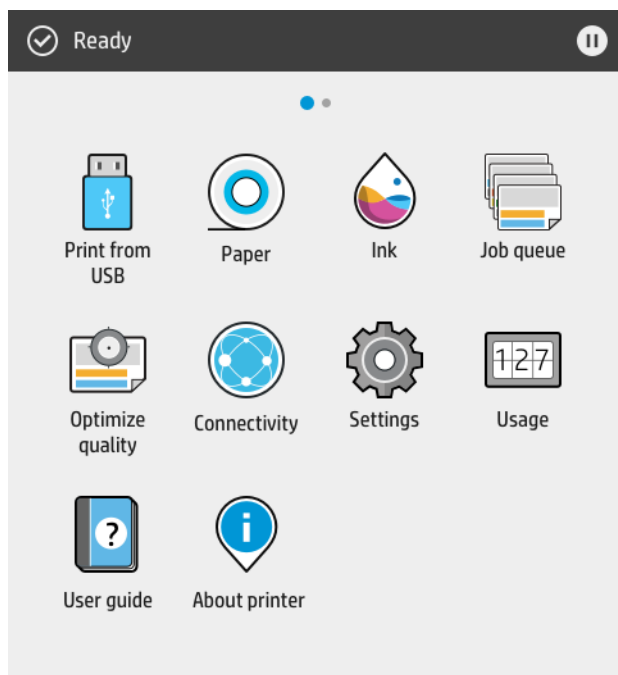 Ready
Print from
USB
Paper
Ink
Job queue
Optimize
quality
Connectivity
Settings
127
Usage
?
User guide
i
About printer